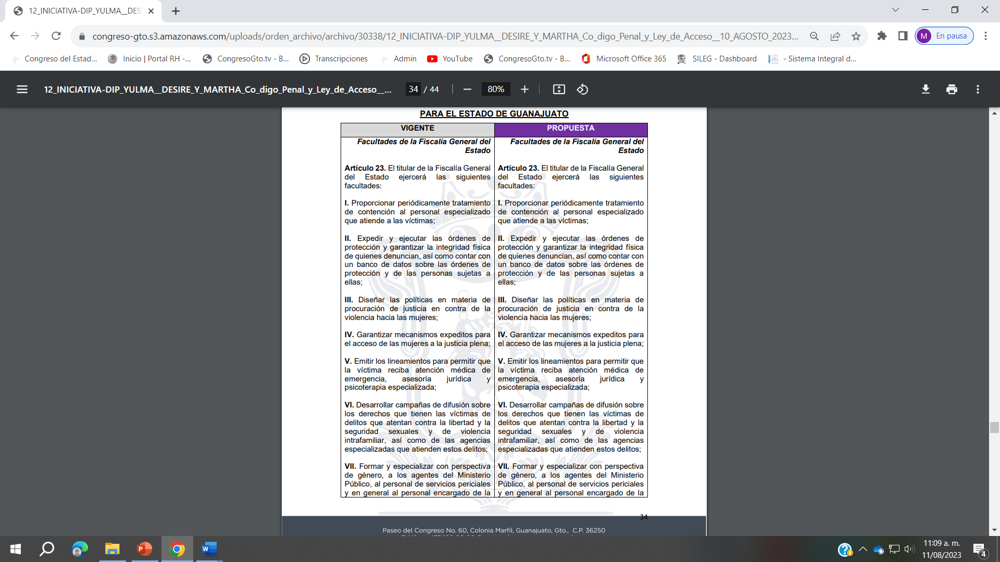 12_INICIATIVA-DIP_YULMA__DESI
congreso-gto.s3.amazonaws.com/uploads/orden_archivo/archivo/30338/12_INICIATIVA-DIP_YULMA__DESIRE_Y_MARTHA_Co_digo_Penal_y_Ley_de_Acceso__10_AGOSTO_2023...
M En pausa
Congreso del Estad...
Inicio | Portal RH -...
CongresoGto.tv - B...
Transcripciones
Admin
YouTube
CongresoGto.tv - B...
Microsoft Office 365
SILEG - Dashboard
- Sistema Integral d...
12_INICIATIVA-DIP_YULMA__DESIRE_Y_MARTHA_Co_digo_Penal_y_Ley_de_Acceso__...
34 / 44
80%
PARA EL ESTADO DE GUANAJUATO
VIGENTE
Facultades de la Fiscalía General del
Estado
Artículo 23. El titular de la Fiscalía General
del Estado ejercerá las siguientes
facultades:
I. Proporcionar periódicamente tratamiento
de contención al personal especializado
que atiende a las víctimas;
II. Expedir y ejecutar las órdenes de
protección y garantizar la integridad física
de quienes denuncian, así como contar con
un banco de datos sobre las órdenes de
protección y de las personas sujetas a
ellas;
III. Diseñar las políticas en materia de
procuración de justicia en contra de la
violencia hacia las mujeres;
IV. Garantizar mecanismos expeditos para
el acceso de las mujeres a la justicia plena;
V. Emitir los lineamientos para permitir que
la víctima reciba atención médica de
emergencia, asesoría jurídica y
psicoterapia especializada;
VI. Desarrollar campañas de difusión sobre
los derechos que tienen las víctimas de
delitos que atentan contra la libertad y la
seguridad sexuales y de violencia
intrafamiliar, así como de las agencias
especializadas que atienden estos delitos;
VII. Formar y especializar con perspectiva
de género, a los agentes del Ministerio
Público, al personal de servicios periciales
y en general al personal encargado de la
PROPUESTA
Facultades de la Fiscalía General del
Estado
Artículo 23. El titular de la Fiscalía General
del Estado ejercerá las siguientes
facultades:
I. Proporcionar periódicamente tratamiento
de contención al personal especializado
que atiende a las víctimas;
II. Expedir y ejecutar las órdenes de
protección y garantizar la integridad física
de quienes denuncian, así como contar con
un banco de datos sobre las órdenes de
protección y de las personas sujetas a
ellas;
III. Diseñar las políticas en materia de
procuración de justicia en contra de la
violencia hacia las mujeres;
IV. Garantizar mecanismos expeditos para
el acceso de las mujeres a la justicia plena;
V. Emitir los lineamientos para permitir que
la víctima reciba atención médica de
emergencia, asesoría jurídica y
psicoterapia especializada;
VI. Desarrollar campañas de difusión sobre
los derechos que tienen las víctimas de
delitos que atentan contra la libertad y la
seguridad sexuales y de violencia
intrafamiliar, así como de las agencias
especializadas que atienden estos delitos;
VII. Formar y especializar con perspectiva
de género, a los agentes del Ministerio
Público, al personal de servicios periciales
y en general al personal encargado de la
34
Paseo del Congreso No. 60, Colonia Marfil, Guanajuato, Gto., C.P. 36250
11:09 a. m.
11/08/2023
4